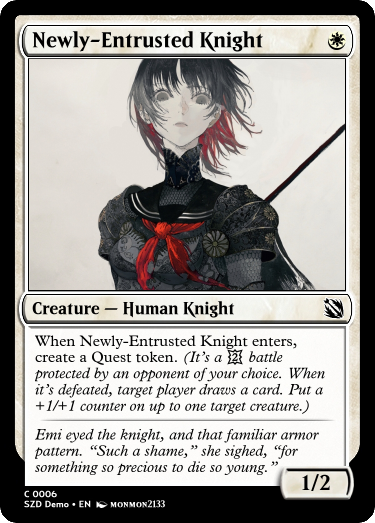 Newly-Entrusted Knight
Creature — Human Knight
When Newly-Entrusted Knight enters,
create a Quest token. (It's a battle
protected by an opponent of your choice. When
it's defeated, target player draws a card. Put a
+1/+1 counter on up to one target creature.)
Emi eyed the knight, and that familiar armor
pattern. “Such a shame,” she sighed, “for
something so precious to die so young.”
1/2
C 0006
SZD Demo • EN MONMON2133